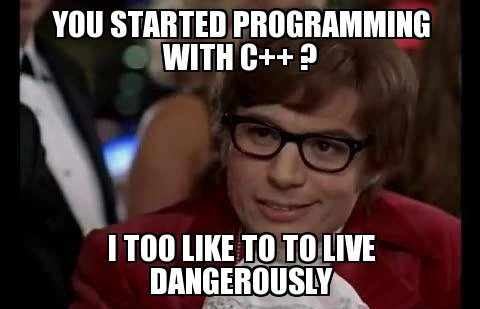 YOU STARTED PROGRAMMING
WITH C++ ?
I TOO LIKE TO TO LIVE
DANGEROUSLY